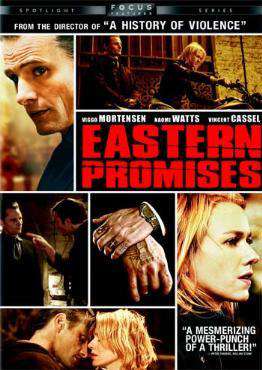 SPOTLIGHT FOCUS FEATURES SERIES
FROM THE DIRECTOR OF "A HISTORY OF VIOLENCE"
VIGGO MORTENSEN NAOMI WATTS VINCENT CASSEL
EASTERN
PROMISES
"A MESMERIZING
POWER-PUNCH
OF A THRILLER!"